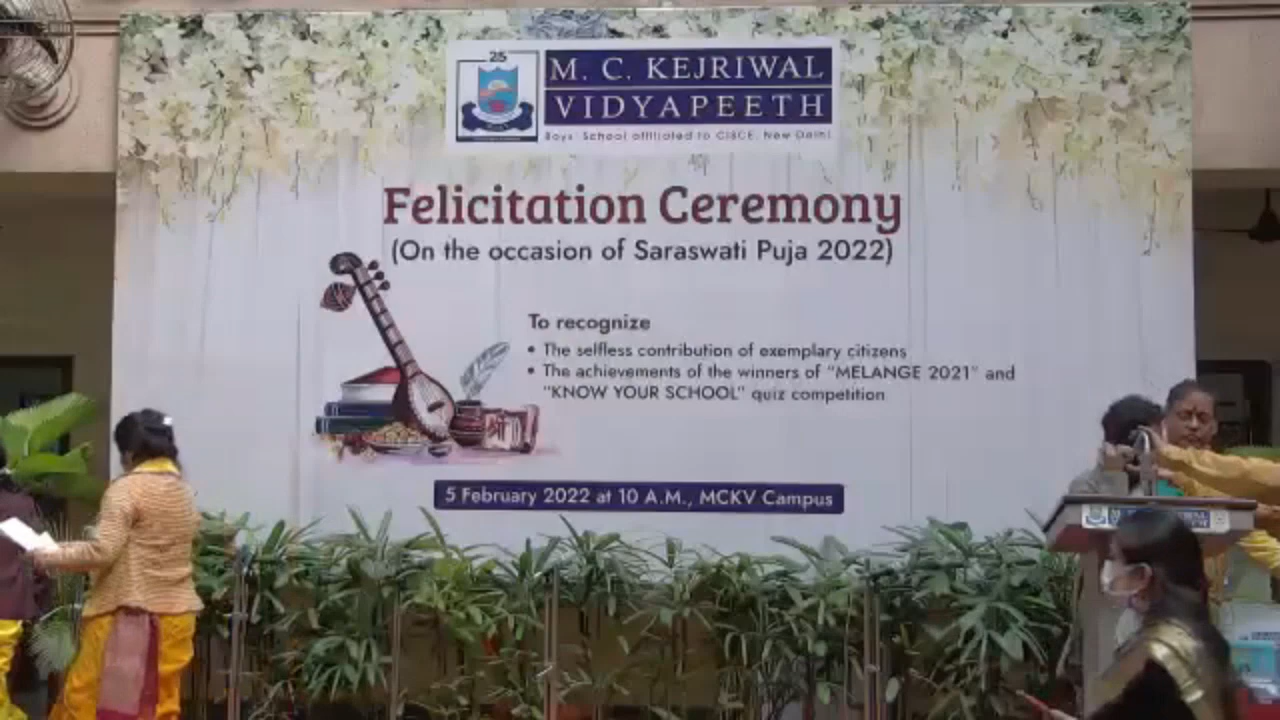 25
M. C. KEJRIWAL
VIDYAPEETH
Boys' School affiliated to CISCE, New Delhi
Felicitation Ceremony
(On the occasion of Saraswati Puja 2022)
To recognize
• The selfless contribution of exemplary citizens
• The achievements of the winners of “MELANGE 2021” and
“KNOW YOUR SCHOOL” quiz competition
श्री
5 February 2022 at 10 A.M., MCKV Campus
M. C. KEJRIWAL